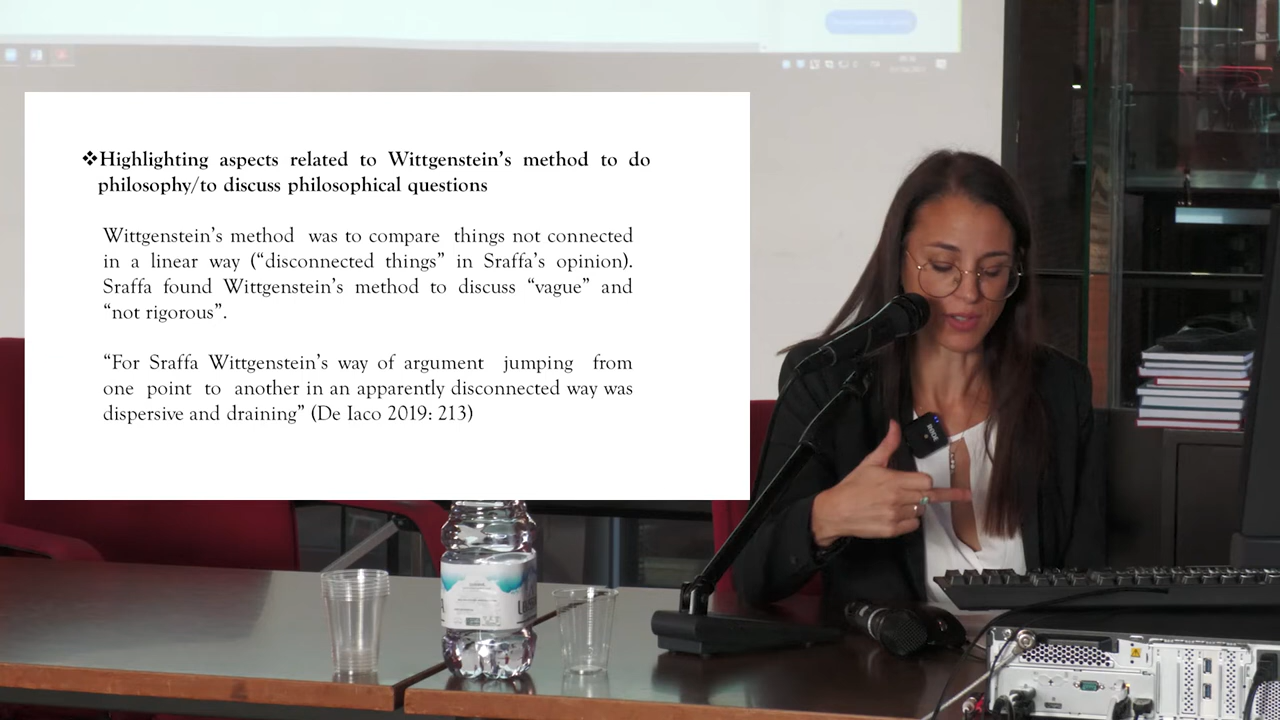 ❖Highlighting aspects related to Wittgenstein's method to do
philosophy/to discuss philosophical questions
Wittgenstein's method was to compare things not connected
in a linear way ("disconnected things" in Sraffa's opinion).
Sraffa found Wittgenstein's method to discuss "vague" and
"not rigorous".
"For Sraffa Wittgenstein's way of argument jumping from
one point to another in an apparently disconnected way was
dispersive and draining" (De Iaco 2019: 213)
RODE